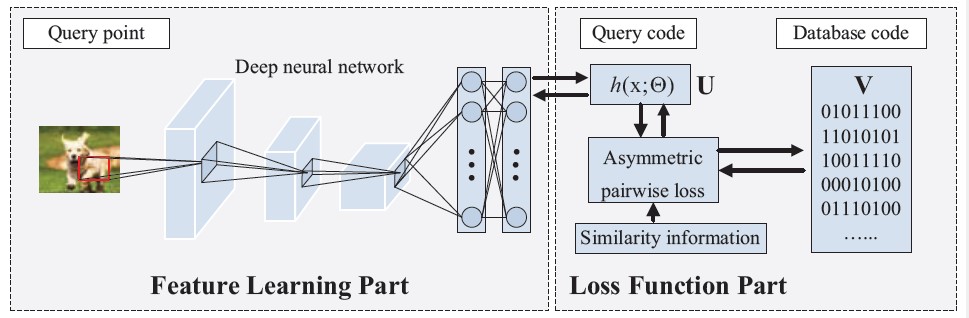 Query point
Deep neural network
Feature Learning Part
Query code
Database code
h(x;Θ)
U
Asymmetric
pairwise loss
Similarity information
V
01011100
11010101
10011110
00010100
01110100
…...
Loss Function Part